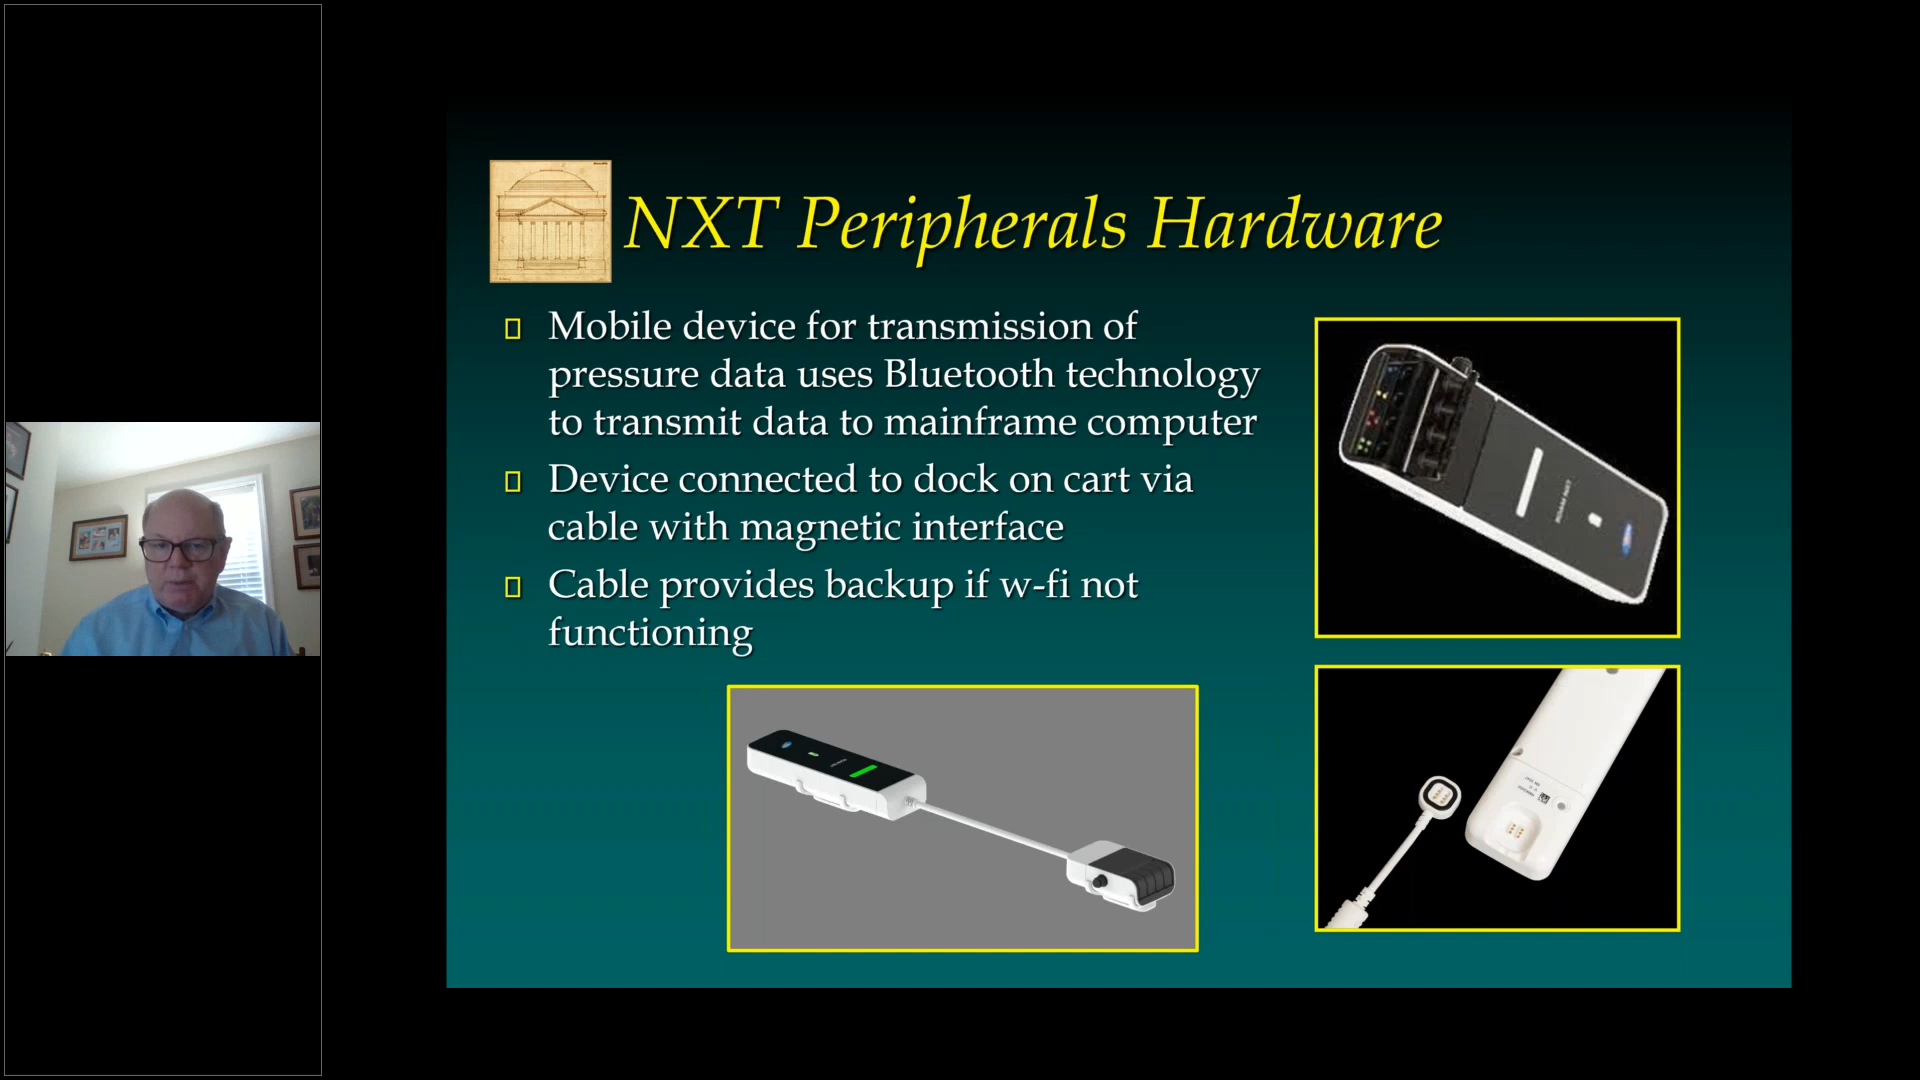 NXT Peripherals Hardware
Mobile device for transmission of
pressure data uses Bluetooth technology
to transmit data to mainframe computer
Device connected to dock on cart via
cable with magnetic interface
Cable provides backup if w-fi not
functioning